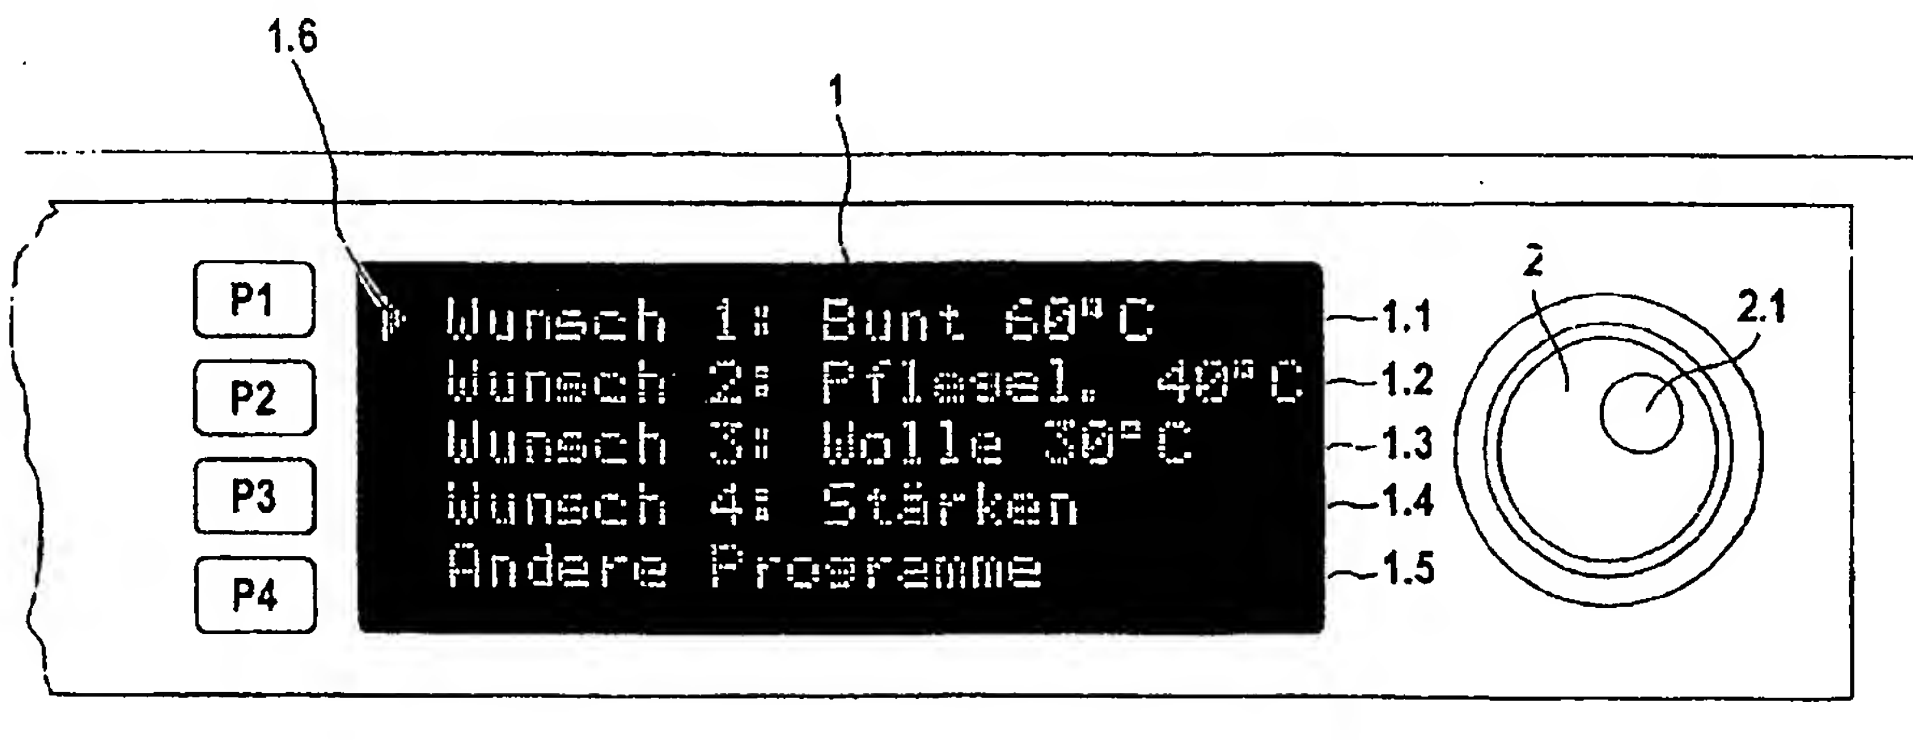 1.6
1
P1
P2
P3
P4
Wunsch 1: Bunt 60°C
Wunsch 2: Pflegel. 40°C
Wunsch 3: Wolle 30°C
Wunsch 4: Stärken
Andere Programme
1.1
1.2
1.3
1.4
1.5
2
2.1